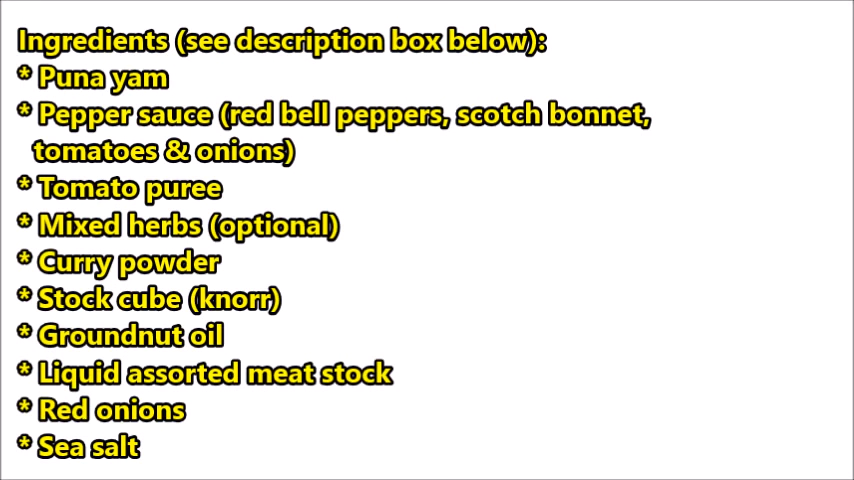 Ingredients (see description box below):
* Puna yam
* Pepper sauce (red bell peppers, scotch bonnet,
tomatoes & onions)
* Tomato puree
* Mixed herbs (optional)
* Curry powder
* Stock cube (knorr)
* Groundnut oil
* Liquid assorted meat stock
* Red onions
* Sea salt